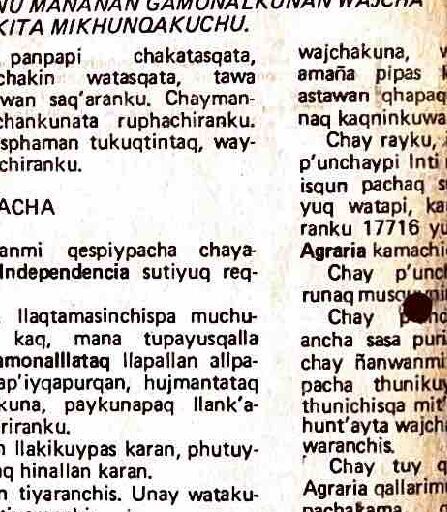 MANANAN GAMONALKUNAN WAJCHA
KITA MIKHUNQAKUCHU.
panpapi chakatasqata,
chakin watasqata, tawa
wan saq'aranku. Chayman-
chankunata ruphachiranku.
sphaman tukuqtintaq, way-
chiranku.
ACHA
anmi qespiypacha chaya-
Independencia sutiyuq req-
llaqtamasinchispa muchu-
kaq, mana tupayusqalla
amonalllataq llapallan allpa-
ap'iyqapurqan, hujmantataq
kuna, paykunapaq llank'a-
riranku.
n llakikuypas karan, phutuy-
aq hinallan karan.
n tiyaranchis. Unay wataku-
wajchakuna,
amaña pipas
astawan qhapaq
naq kaqninkuwa
Chay rayku,
p'unchaypi Inti
isqun pachaq
yuq watapi, ka
ranku 17716 yu
Agraria kamachi
Chay p'unc
runaq
Chay
ancha sasa puri
chay ñanwanmi
pacha thuniku
thunichisqa mit'
hunt'ayta wajch
waranchis.
Chay tuy q
Agraria qallarim
pachakama